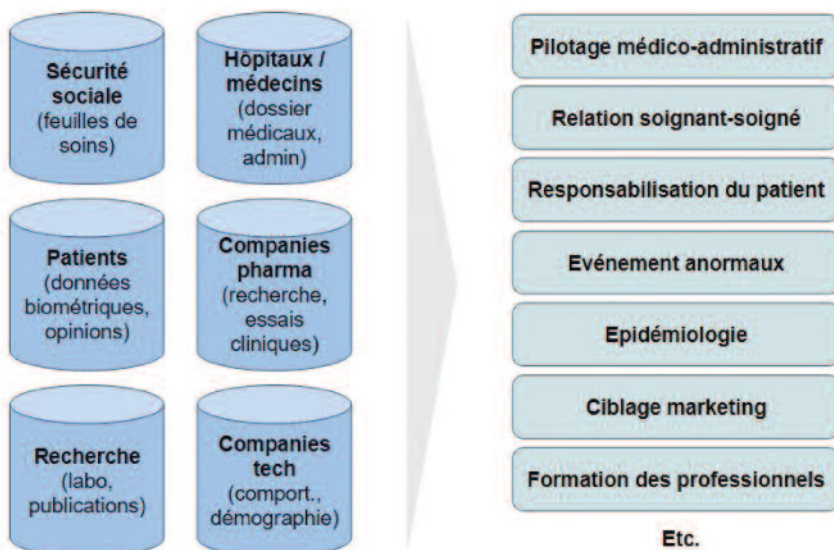 Sécurité
sociale
(feuilles de
soins)
Hôpitaux /
médecins
(dossier
médicaux,
admin)
Patients
(données
biométriques,
opinions)
Companies
pharma
(recherche,
essais
cliniques)
Recherche
(labo,
publications)
Companies
tech
(comport.,
démographie)
Pilotage médico-administratif
Relation soignant-soigné
Responsabilisation du patient
Evénement anormaux
Epidémiologie
Ciblage marketing
Formation des professionnels
Etc.